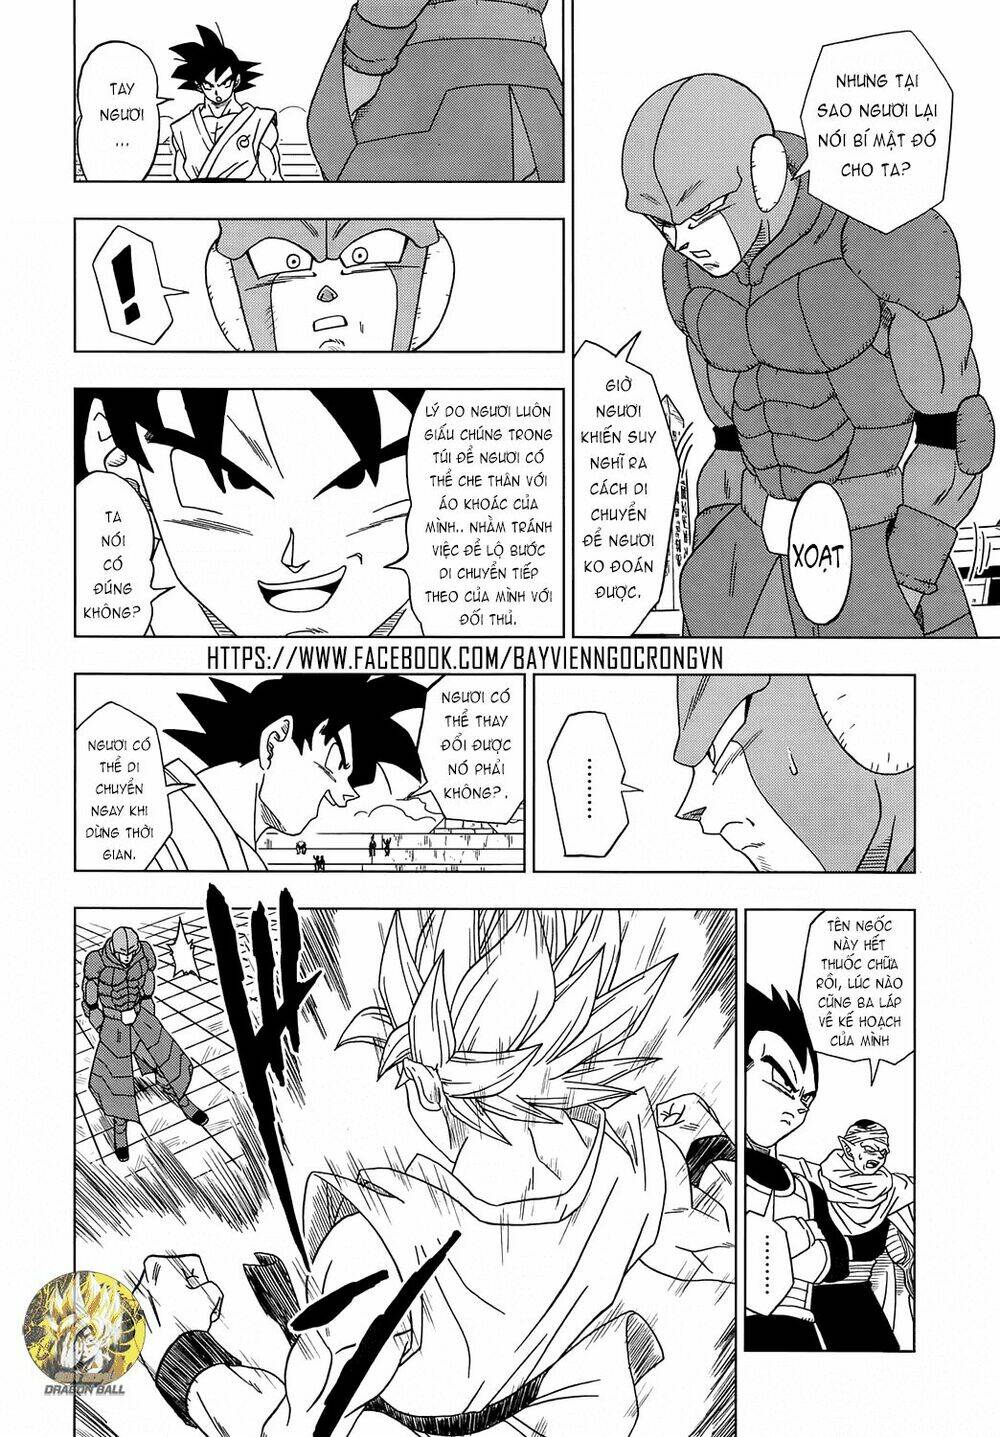 NHƯNG TẠI
SAO NGƯƠI LẠI
NÓI BÍ MẬT ĐÓ
CHO TA?
GIỜ
NGƯƠI
KHIẾN SUY
NGHĨ RA
CÁCH DI
CHUYỂN
ĐỂ NGƯƠI
KO ĐOÁN
ĐƯỢC.
XOẠT
TAY
NGƯƠI
...
!
LÝ DO NGƯƠI LUÔN
GIẤU CHÚNG TRONG
TÚI ĐỂ NGƯƠI CÓ
THỂ CHE THÂN VỚI
ÁO KHOÁC CỦA
MÌNH.. NHẰM TRÁNH
VIỆC ĐỂ LỘ BƯỚC
DI CHUYỂN TIẾP
THEO CỦA MÌNH VỚI
ĐỐI THỦ.
TA
NÓI
CÓ
ĐÚNG
KHÔNG?
HTTPS://WWW.FACEBOOK.COM/BAYVIENNGOCRONGVN
.........
NGƯƠI CÓ
THỂ THAY
ĐỔI ĐƯỢC
NÓ PHẢI
KHÔNG?.
NGƯƠI CÓ
THỂ DI
CHUYỂN
NGAY KHI
DỪNG THỜI
GIAN.
TÊN NGỐC
NÀY HẾT
THUỐC CHỮA
RỒI, LÚC NÀO
CŨNG BA LÁP
VỀ KẾ HOẠCH
CỦA MÌNH
.........
DRAGON BALL